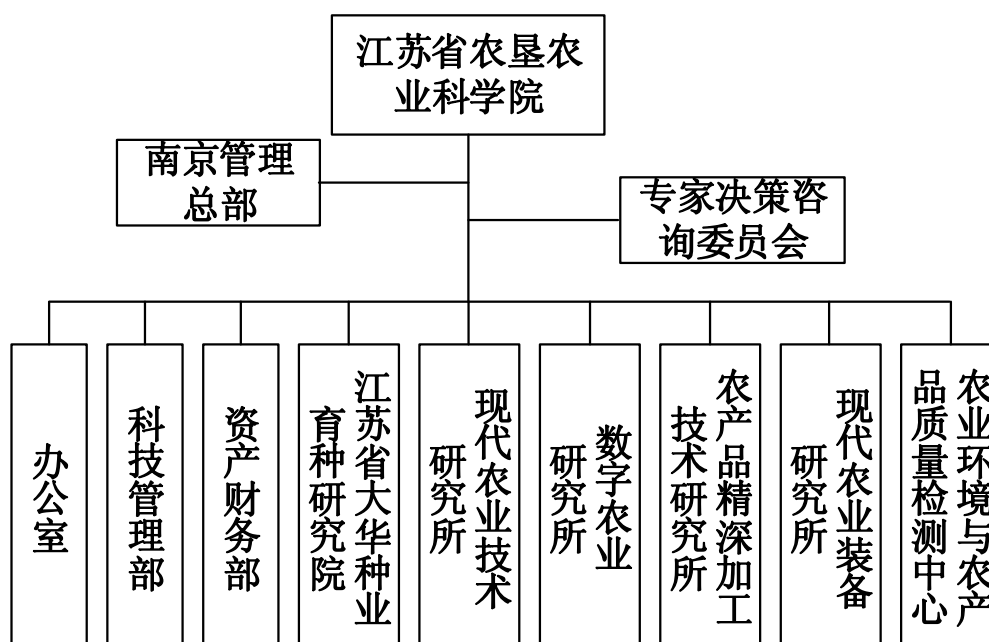 江苏省农垦农
业科学院
南京管理
总部
专家决策咨
询委员会
办公室
科技管理部
资产财务部
江苏省大华种业
育种研究院
现代农业技术
研究所
数字农业
研究所
农产品精深加工
技术研究所
现代农业装备
研究所
农业环境与农产
品质量检测中心